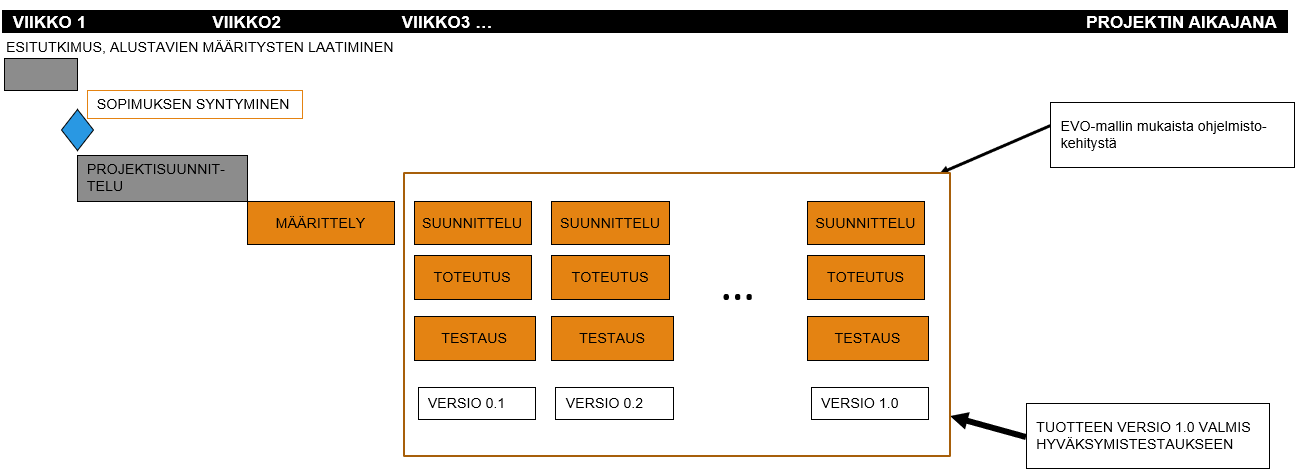 VIIKKO 1 VIIKKO2 VIIKKO3 ... PROJEKTIN AIKAJANA
ESITUTKIMUS, ALUSTAVIEN MÄÄRITYSTEN LAATIMINEN
SOPIMUKSEN SYNTYMINEN
EVO-mallin mukaista ohjelmisto-
kehitystä
PROJEKTISUUNNIT-
TELU
MÄÄRITTELY
SUUNNITTELU SUUNNITTELU SUUNNITTELU
TOTEUTUS TOTEUTUS TOTEUTUS
...
TESTAUS TESTAUS TESTAUS
VERSIO 0.1 VERSIO 0.2 VERSIO 1.0
TUOTTEEN VERSIO 1.0 VALMIS
HYVÄKSYMISTESTAUKSEEN